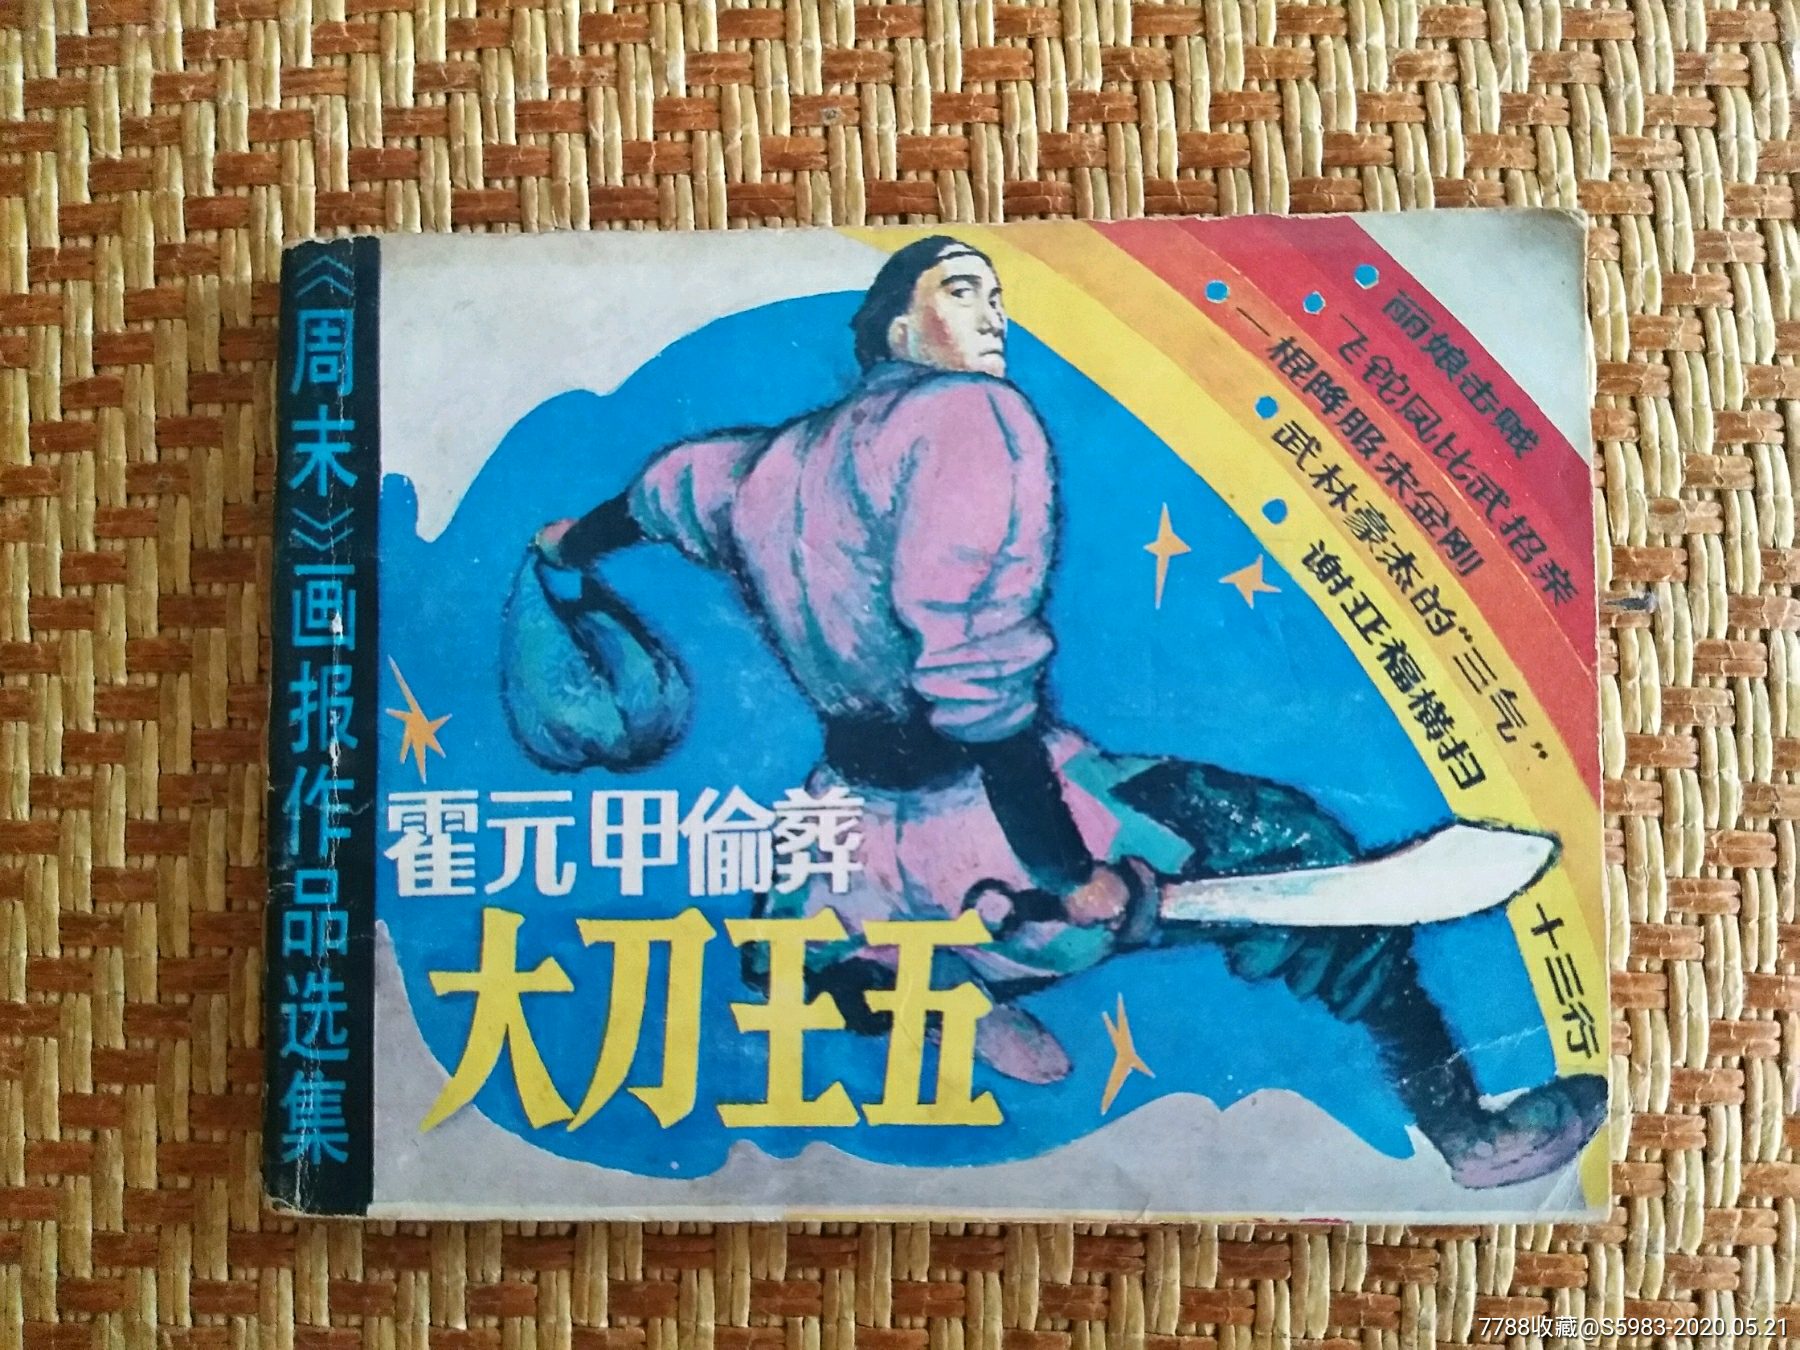 《周末》画报作品选集
霍元甲偷葬
大刀王五
丽娘击贼
飞铊凤比武招亲
一棍降服宋金刚
武林豪杰的“三气”
谢亚福横扫十三行
7788收藏@S5983-2020.05.21